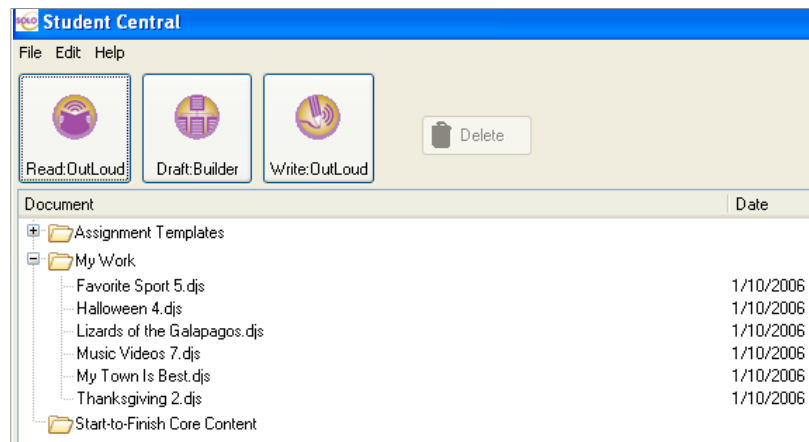 SOLO Student Central
File Edit Help
Read:OutLoud Draft:Builder Write:OutLoud Delete
Document Date
Assignment Templates
My Work
Favorite Sport 5.djs 1/10/2006
Halloween 4.djs 1/10/2006
Lizards of the Galapagos.djs 1/10/2006
Music Videos 7.djs 1/10/2006
My Town Is Best.djs 1/10/2006
Thanksgiving 2.djs 1/10/2006
Start-to-Finish Core Content